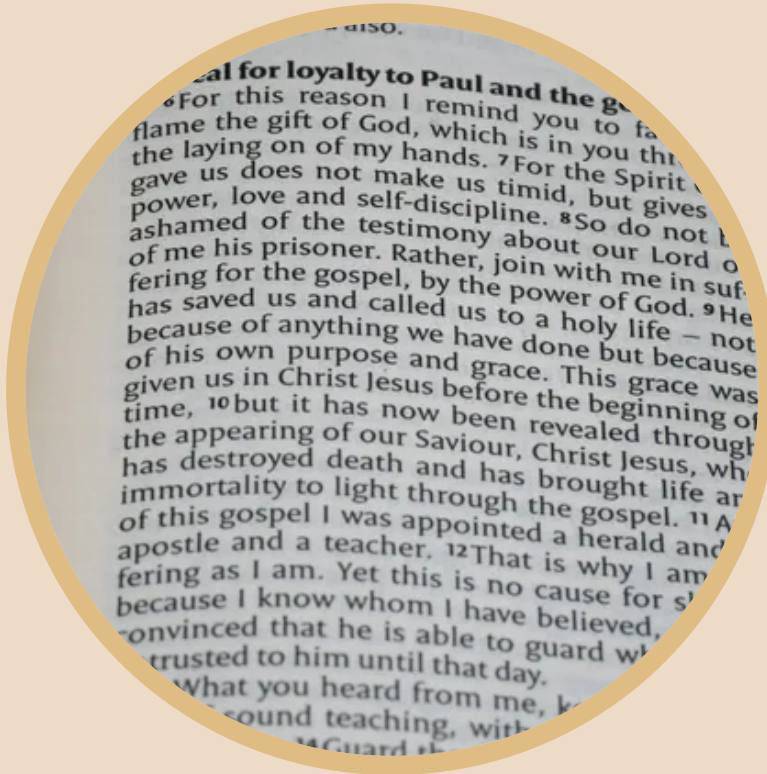 also.
for loyalty to Paul and the
6 For this reason I remind you to
flame the gift of God, which is in you
the laying on of my hands. 7 For the Spirit
gave us does not make us timid, but gives
power, love and self-discipline. 8 So do not
ashamed of the testimony about our Lord
of me his prisoner. Rather, join with me in suf-
fering for the gospel, by the power of God. 9 He
has saved us and called us to a holy life – not
because of anything we have done but because
of his own purpose and grace. This grace was
given us in Christ Jesus before the beginning of
time, 10 but it has now been revealed through
the appearing of our Saviour, Christ Jesus,
has destroyed death and has brought life
immortality to light through the gospel. 11
of this gospel I was appointed a herald and
apostle and a teacher. 12 That is why I am
fering as I am. Yet this is no cause for
because I know whom I have believed,
convinced that he is able to guard
trusted to him until that day.
What you heard from me,
sound teaching, with
14 Guard